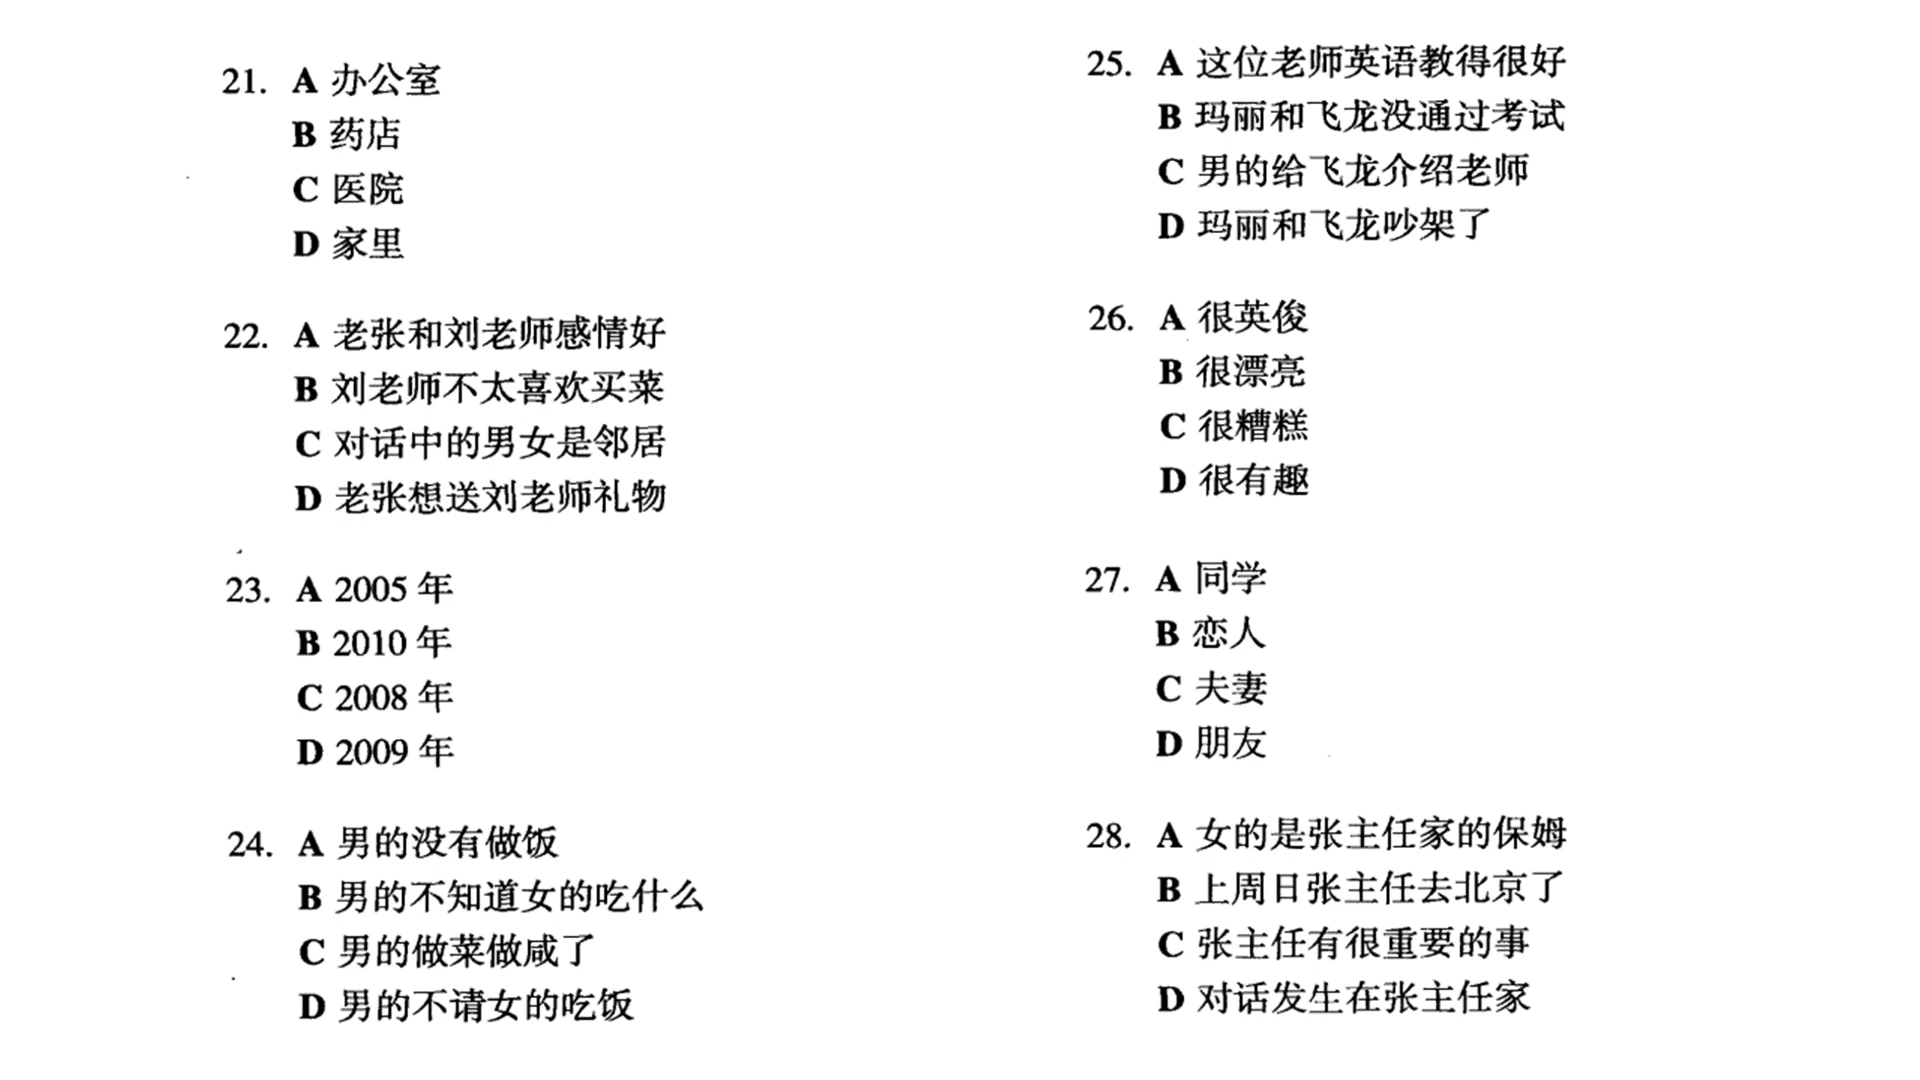 21. A 办公室
B 药店
C 医院
D 家里
22. A 老张和刘老师感情好
B 刘老师不太喜欢买菜
C 对话中的男女是邻居
D 老张想送刘老师礼物
23. A 2005 年
B 2010 年
C 2008 年
D 2009 年
24. A 男的没有做饭
B 男的不知道女的吃什么
C 男的做菜做咸了
D 男的不请女的吃饭
25. A 这位老师英语教得很好
B 玛丽和飞龙没通过考试
C 男的给飞龙介绍老师
D 玛丽和飞龙吵架了
26. A 很英俊
B 很漂亮
C 很糟糕
D 很有趣
27. A 同学
B 恋人
C 夫妻
D 朋友
28. A 女的是张主任家的保姆
B 上周日张主任去北京了
C 张主任有很重要的事
D 对话发生在张主任家